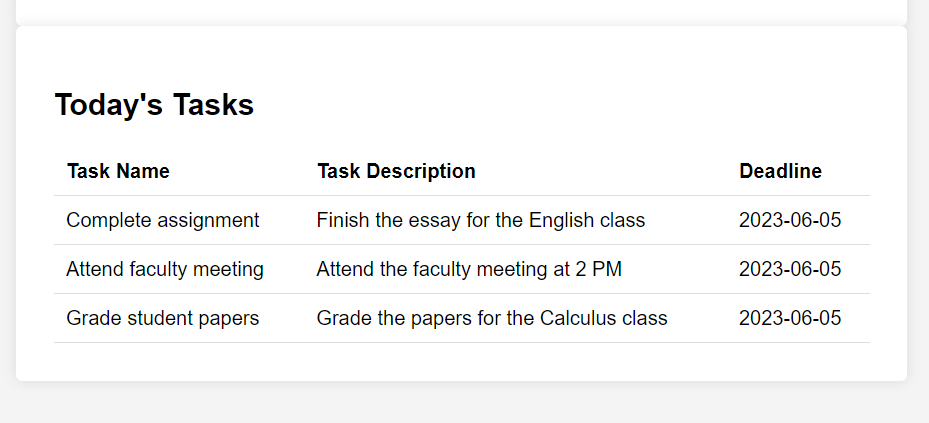 Today's Tasks
Task Name Task Description Deadline
Complete assignment Finish the essay for the English class 2023-06-05
Attend faculty meeting Attend the faculty meeting at 2 PM 2023-06-05
Grade student papers Grade the papers for the Calculus class 2023-06-05